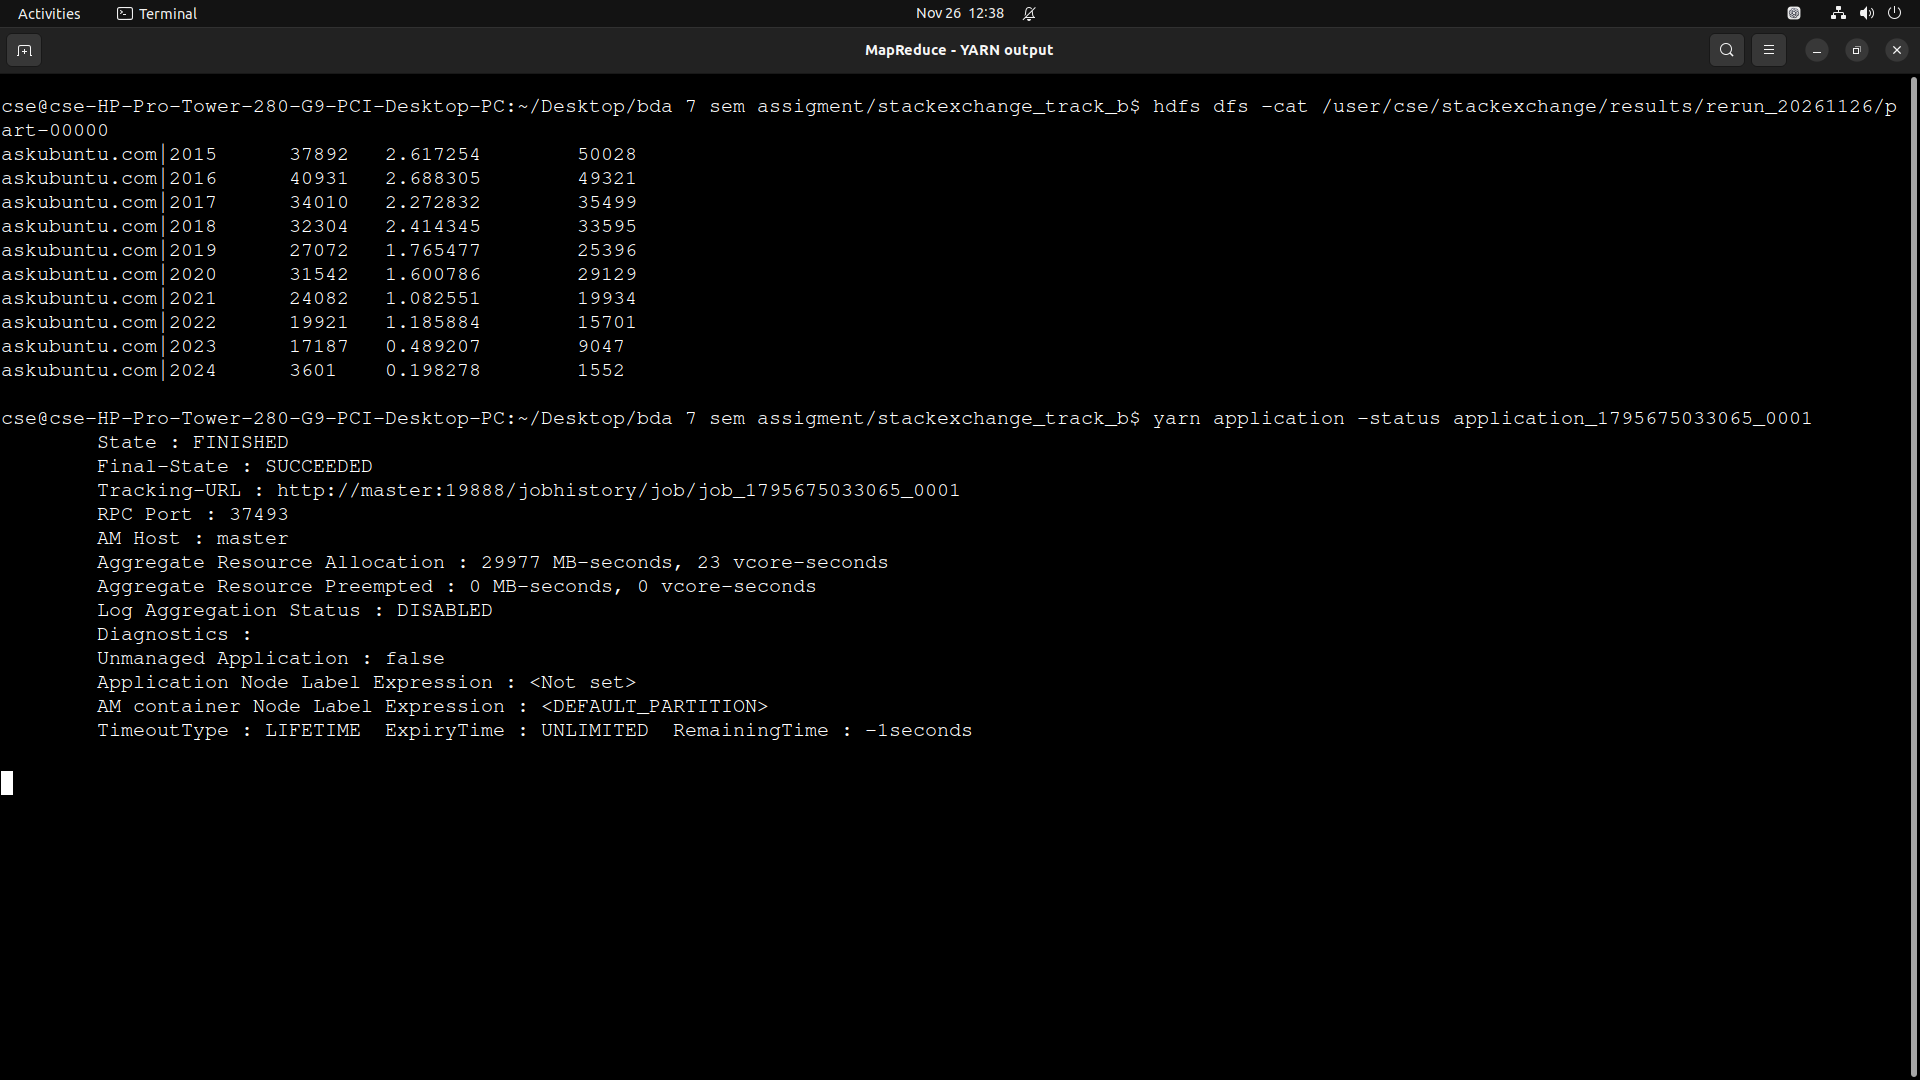 Activities Terminal Nov 26 12:38
MapReduce - YARN output
cse@cse-HP-Pro-Tower-280-G9-PCI-Desktop-PC:~/Desktop/bda 7 sem assigment/stackexchange_track_b$ hdfs dfs -cat /user/cse/stackexchange/results/rerun_20261126/p
art-00000
askubuntu.com|2015 37892 2.617254 50028
askubuntu.com|2016 40931 2.688305 49321
askubuntu.com|2017 34010 2.272832 35499
askubuntu.com|2018 32304 2.414345 33595
askubuntu.com|2019 27072 1.765477 25396
askubuntu.com|2020 31542 1.600786 29129
askubuntu.com|2021 24082 1.082551 19934
askubuntu.com|2022 19921 1.185884 15701
askubuntu.com|2023 17187 0.489207 9047
askubuntu.com|2024 3601 0.198278 1552
cse@cse-HP-Pro-Tower-280-G9-PCI-Desktop-PC:~/Desktop/bda 7 sem assigment/stackexchange_track_b$ yarn application -status application_1795675033065_0001
State : FINISHED
Final-State : SUCCEEDED
Tracking-URL : http://master:19888/jobhistory/job/job_1795675033065_0001
RPC Port : 37493
AM Host : master
Aggregate Resource Allocation : 29977 MB-seconds, 23 vcore-seconds
Aggregate Resource Preempted : 0 MB-seconds, 0 vcore-seconds
Log Aggregation Status : DISABLED
Diagnostics :
Unmanaged Application : false
Application Node Label Expression : <Not set>
AM container Node Label Expression : <DEFAULT_PARTITION>
TimeoutType : LIFETIME ExpiryTime : UNLIMITED RemainingTime : -1seconds